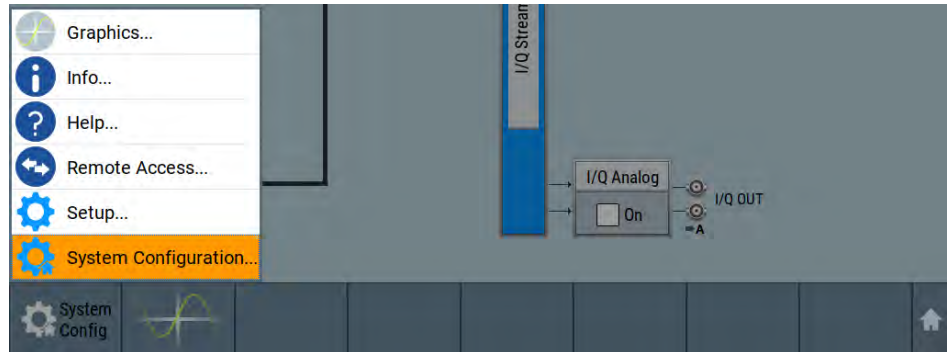 Graphics...
Info...
Help...
Remote Access...
Setup...
System Configuration...
I/Q Stream
I/Q Analog
On
I/Q OUT
A
System
Config